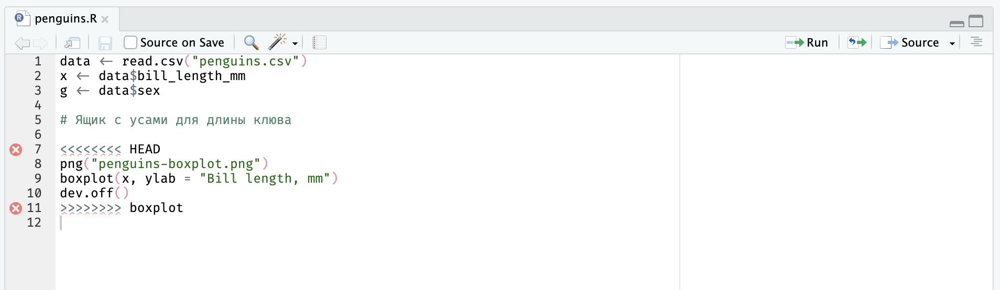 penguins.R
Source on Save Run Source
1 data <- read.csv("penguins.csv")
2 x <- data$bill_length_mm
3 g <- data$sex
4
5 # Ящик с усами для длины клюва
6
7 <<<<<<<< HEAD
8 png("penguins-boxplot.png")
9 boxplot(x, ylab = "Bill length, mm")
10 dev.off()
11 >>>>>>>> boxplot
12